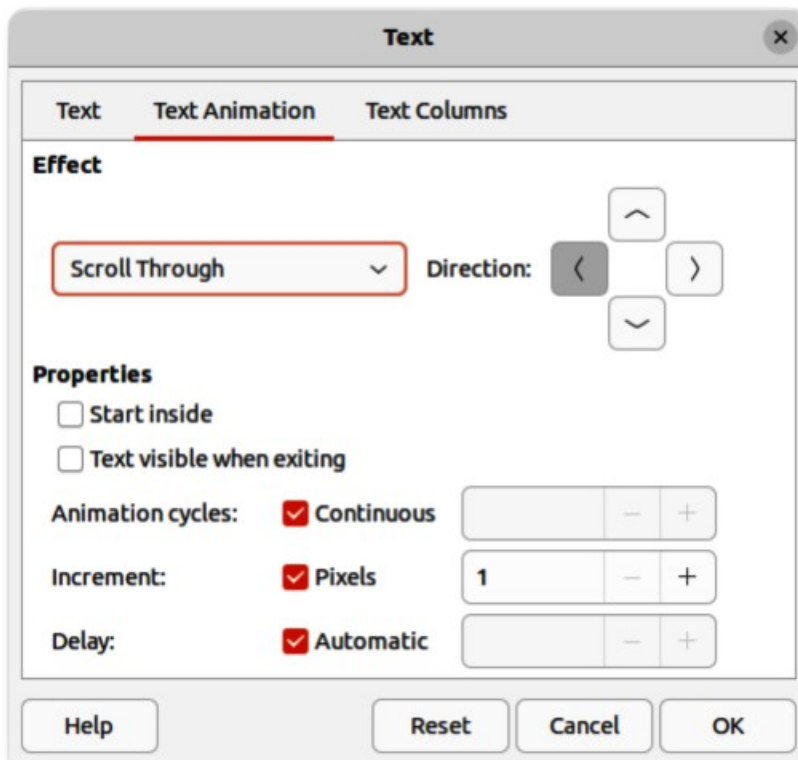 Text
Text Text Animation Text Columns
Effect
Scroll Through Direction:
Properties
Start inside
Text visible when exiting
Animation cycles: Continuous
Increment: Pixels 1
Delay: Automatic
Help Reset Cancel OK